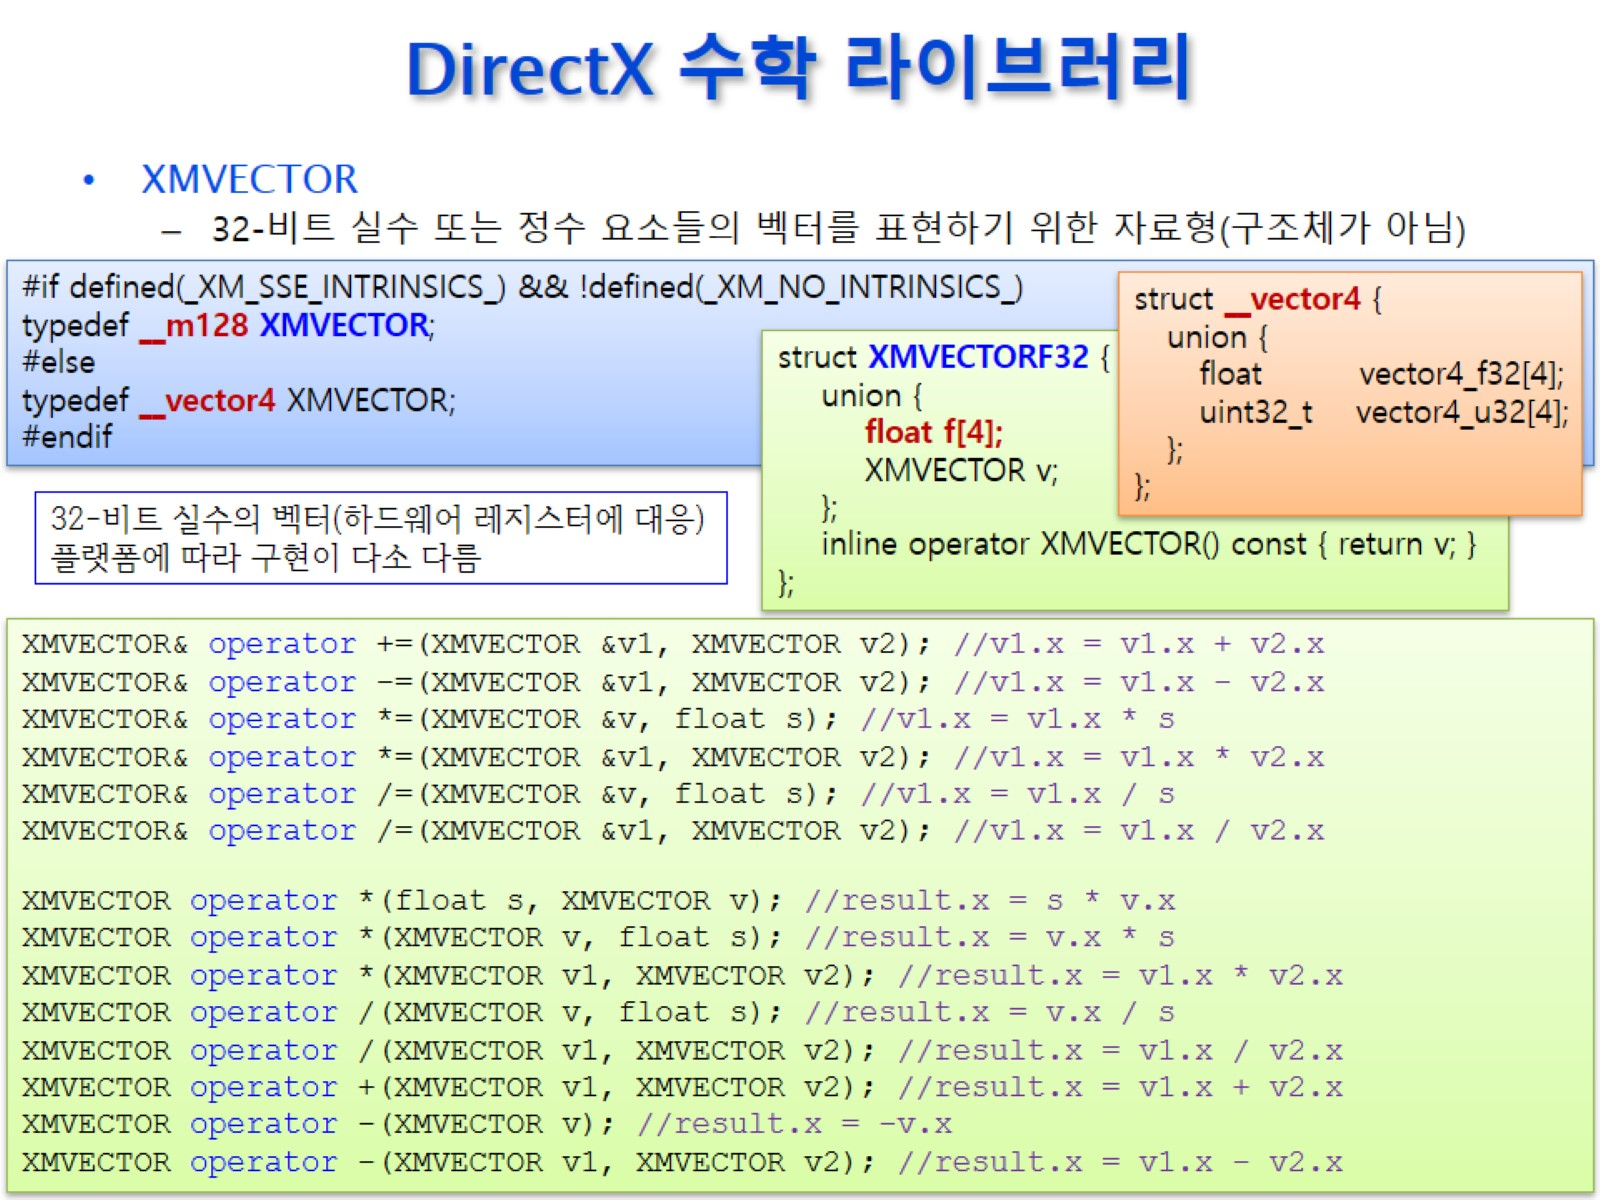 DirectX 수학 라이브러리
• XMVECTOR
– 32-비트 실수 또는 정수 요소들의 벡터를 표현하기 위한 자료형(구조체가 아님)
#if defined(_XM_SSE_INTRINSICS_) && !defined(_XM_NO_INTRINSICS_)
typedef __m128 XMVECTOR;
#else
typedef __vector4 XMVECTOR;
#endif
struct XMVECTORF32 {
union {
float f[4];
XMVECTOR v;
};
inline operator XMVECTOR() const { return v; }
};
struct __vector4 {
union {
float vector4_f32[4];
uint32_t vector4_u32[4];
};
};
32-비트 실수의 벡터(하드웨어 레지스터에 대응)
플랫폼에 따라 구현이 다소 다름
XMVECTOR& operator +=(XMVECTOR &v1, XMVECTOR v2); //v1.x = v1.x + v2.x
XMVECTOR& operator -=(XMVECTOR &v1, XMVECTOR v2); //v1.x = v1.x - v2.x
XMVECTOR& operator *=(XMVECTOR &v, float s); //v1.x = v1.x * s
XMVECTOR& operator *=(XMVECTOR &v1, XMVECTOR v2); //v1.x = v1.x * v2.x
XMVECTOR& operator /=(XMVECTOR &v, float s); //v1.x = v1.x / s
XMVECTOR& operator /=(XMVECTOR &v1, XMVECTOR v2); //v1.x = v1.x / v2.x
XMVECTOR operator *(float s, XMVECTOR v); //result.x = s * v.x
XMVECTOR operator *(XMVECTOR v, float s); //result.x = v.x * s
XMVECTOR operator *(XMVECTOR v1, XMVECTOR v2); //result.x = v1.x * v2.x
XMVECTOR operator /(XMVECTOR v, float s); //result.x = v.x / s
XMVECTOR operator /(XMVECTOR v1, XMVECTOR v2); //result.x = v1.x / v2.x
XMVECTOR operator +(XMVECTOR v1, XMVECTOR v2); //result.x = v1.x + v2.x
XMVECTOR operator -(XMVECTOR v); //result.x = -v.x
XMVECTOR operator -(XMVECTOR v1, XMVECTOR v2); //result.x = v1.x - v2.x